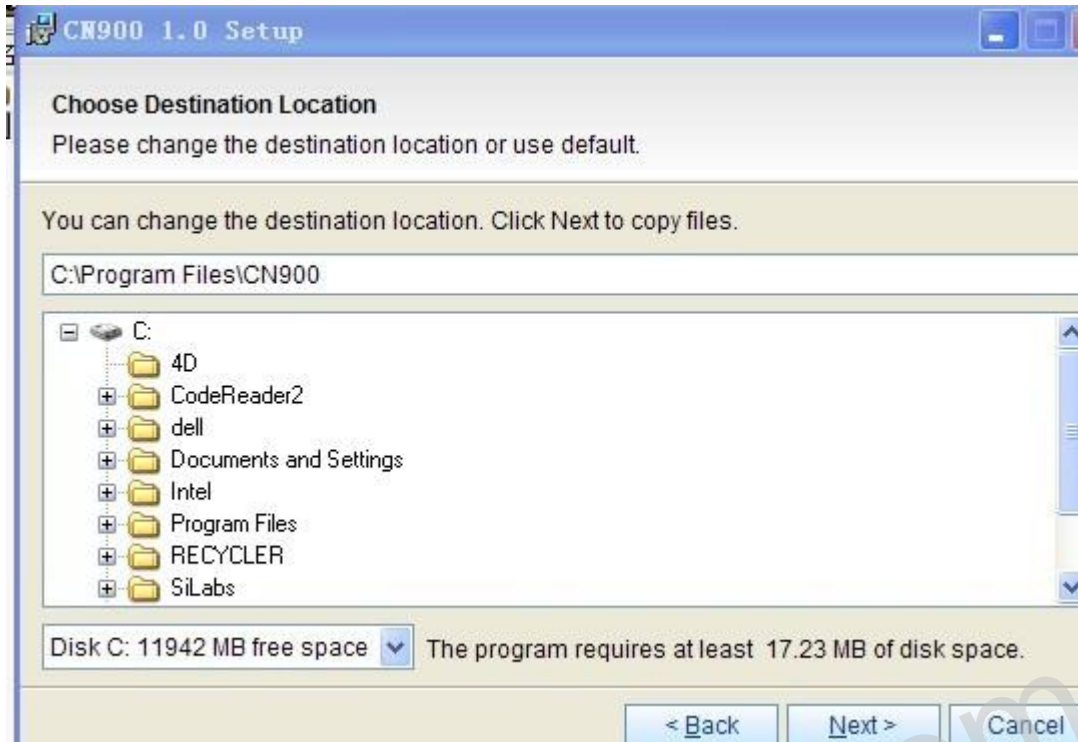 CN900 1.0 Setup
Choose Destination Location
Please change the destination location or use default.
You can change the destination location. Click Next to copy files.
C:\Program Files\CN900
C:
4D
CodeReader2
dell
Documents and Settings
Intel
Program Files
RECYCLER
SiLabs
Disk C: 11942 MB free space The program requires at least 17.23 MB of disk space.
< Back Next > Cancel